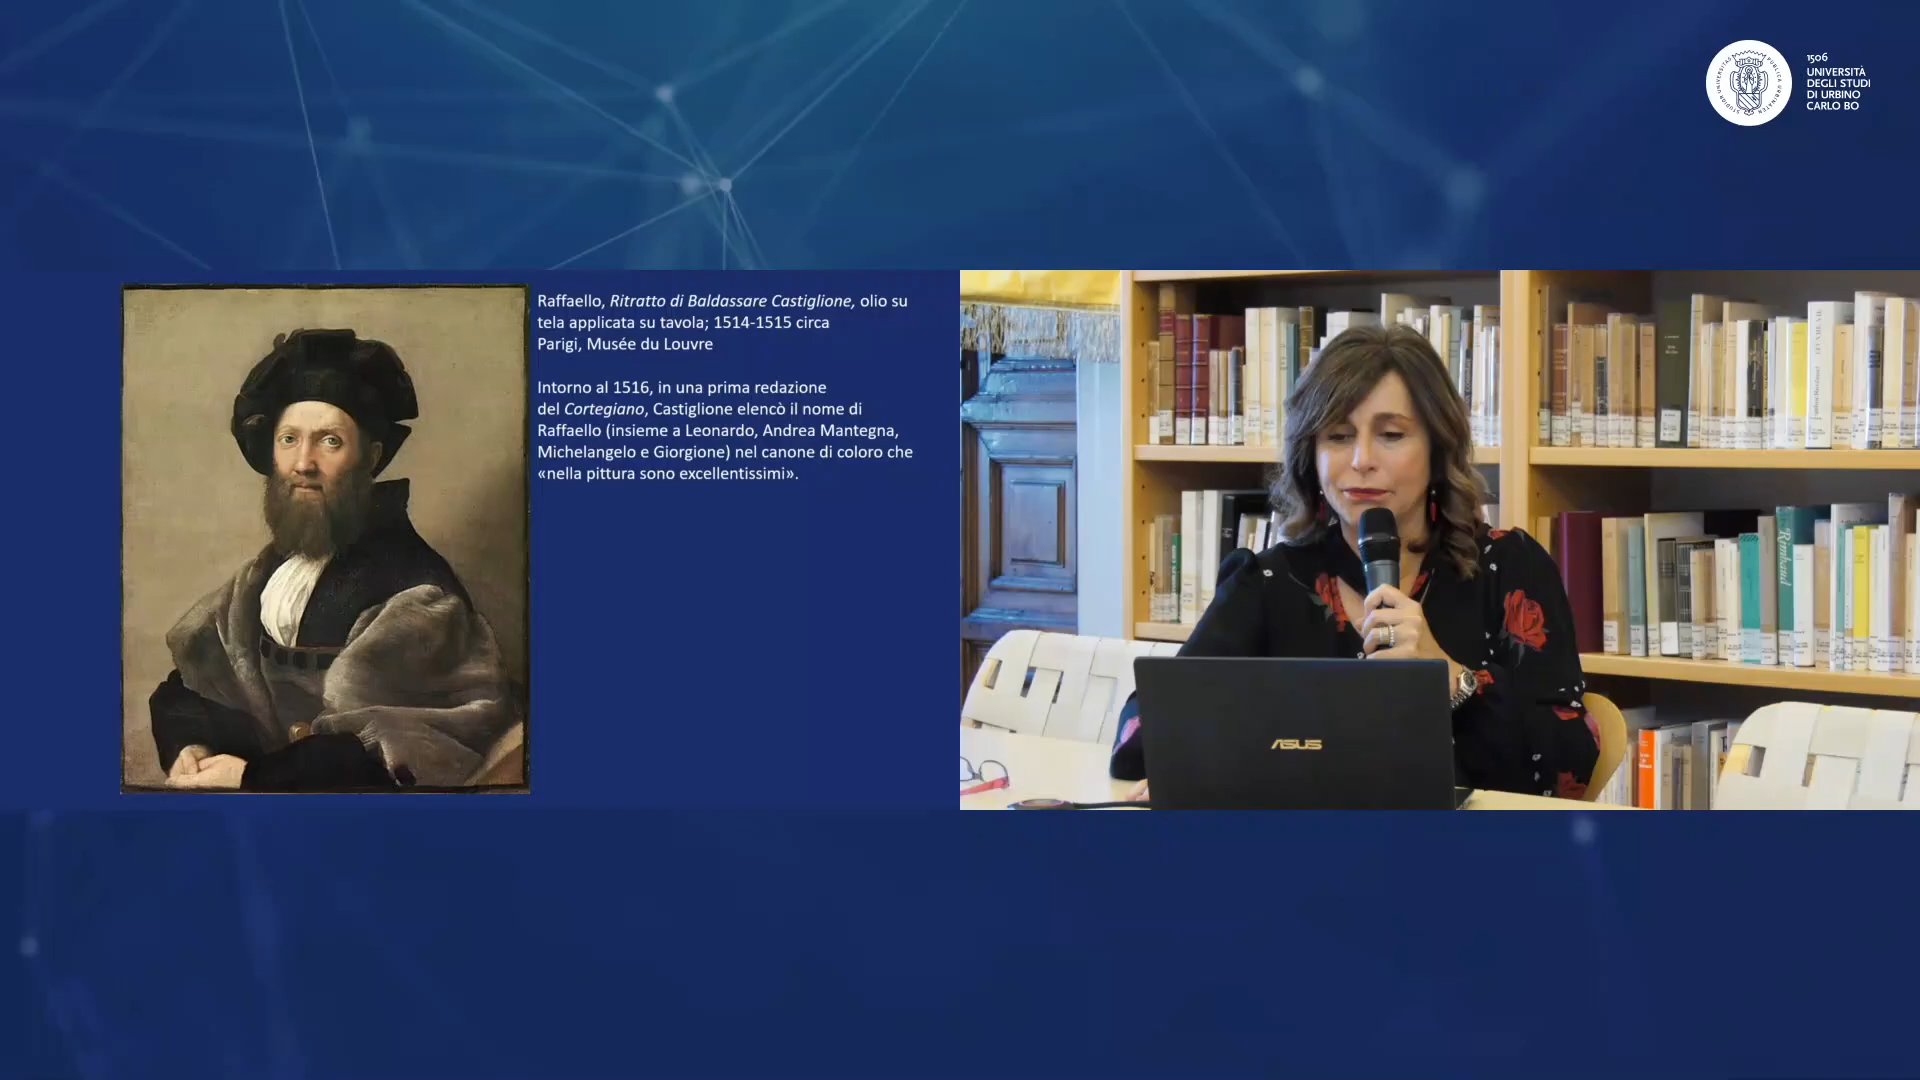 1506
UNIVERSITÀ
DEGLI STUDI
DI URBINO
CARLO BO
Raffaello, Ritratto di Baldassare Castiglione, olio su
tela applicata su tavola; 1514-1515 circa
Parigi, Musée du Louvre
Intorno al 1516, in una prima redazione
del Cortegiano, Castiglione elencò il nome di
Raffaello (insieme a Leonardo, Andrea Mantegna,
Michelangelo e Giorgione) nel canone di coloro che
«nella pittura sono excellentissimi».
Rimbaud
ASUS